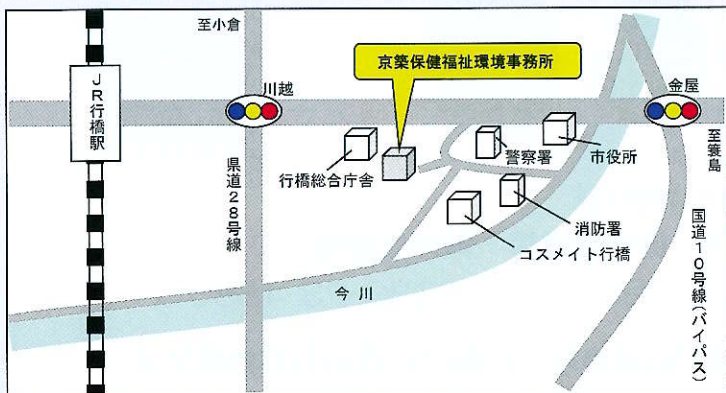 至小倉
京築保健福祉環境事務所
JR行橋駅
川越
金屋
至簑島
行橋総合庁舎
警察署
市役所
県道28号線
消防署
コスメイト行橋
国道10号線(バイパス)
今川